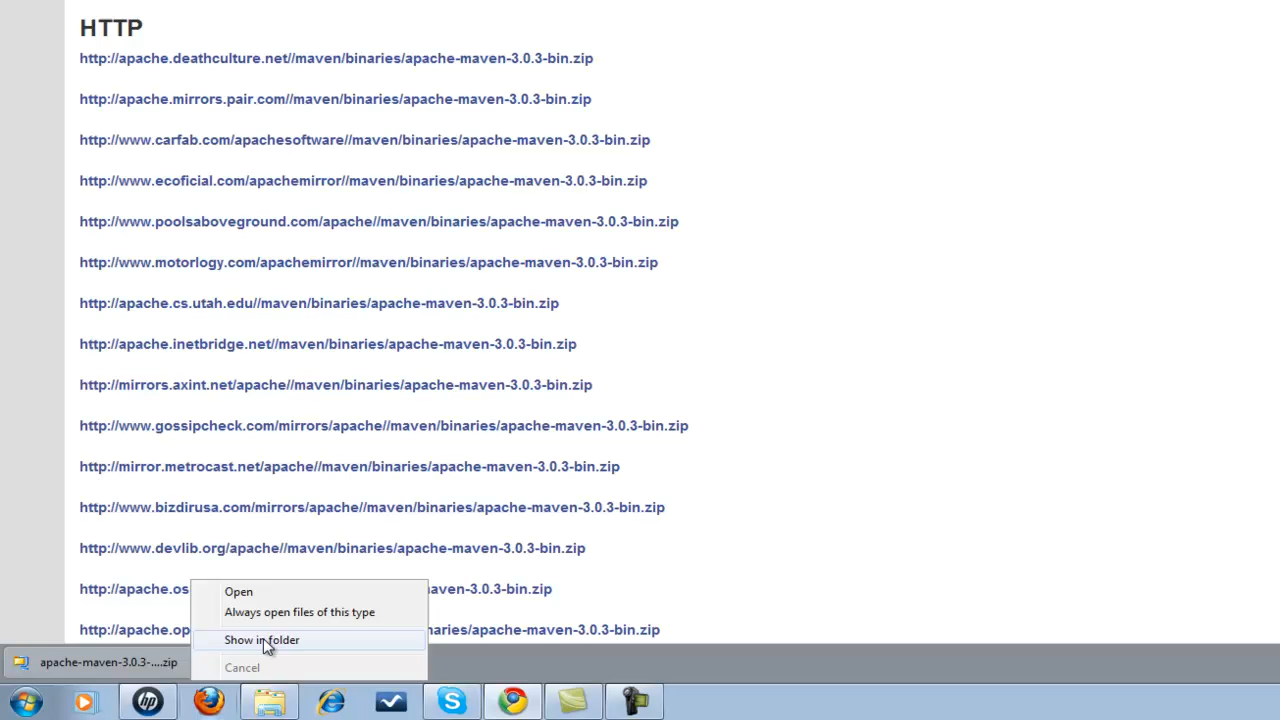 HTTP
http://apache.deathculture.net//maven/binaries/apache-maven-3.0.3-bin.zip
http://apache.mirrors.pair.com//maven/binaries/apache-maven-3.0.3-bin.zip
http://www.carfab.com/apachesoftware//maven/binaries/apache-maven-3.0.3-bin.zip
http://www.ecoficial.com/apachemirror//maven/binaries/apache-maven-3.0.3-bin.zip
http://www.poolsaboveground.com/apache//maven/binaries/apache-maven-3.0.3-bin.zip
http://www.motorlogy.com/apachemirror//maven/binaries/apache-maven-3.0.3-bin.zip
http://apache.cs.utah.edu//maven/binaries/apache-maven-3.0.3-bin.zip
http://apache.inetbridge.net//maven/binaries/apache-maven-3.0.3-bin.zip
http://mirrors.axint.net/apache//maven/binaries/apache-maven-3.0.3-bin.zip
http://www.gossipcheck.com/mirrors/apache//maven/binaries/apache-maven-3.0.3-bin.zip
http://mirror.metrocast.net/apache//maven/binaries/apache-maven-3.0.3-bin.zip
http://www.bizdirusa.com/mirrors/apache//maven/binaries/apache-maven-3.0.3-bin.zip
http://www.devlib.org/apache//maven/binaries/apache-maven-3.0.3-bin.zip
http://apache.os aven-3.0.3-bin.zip
http://apache.op naries/apache-maven-3.0.3-bin.zip
Open
Always open files of this type
Show in folder
Cancel
apache-maven-3.0.3-....zip
hp